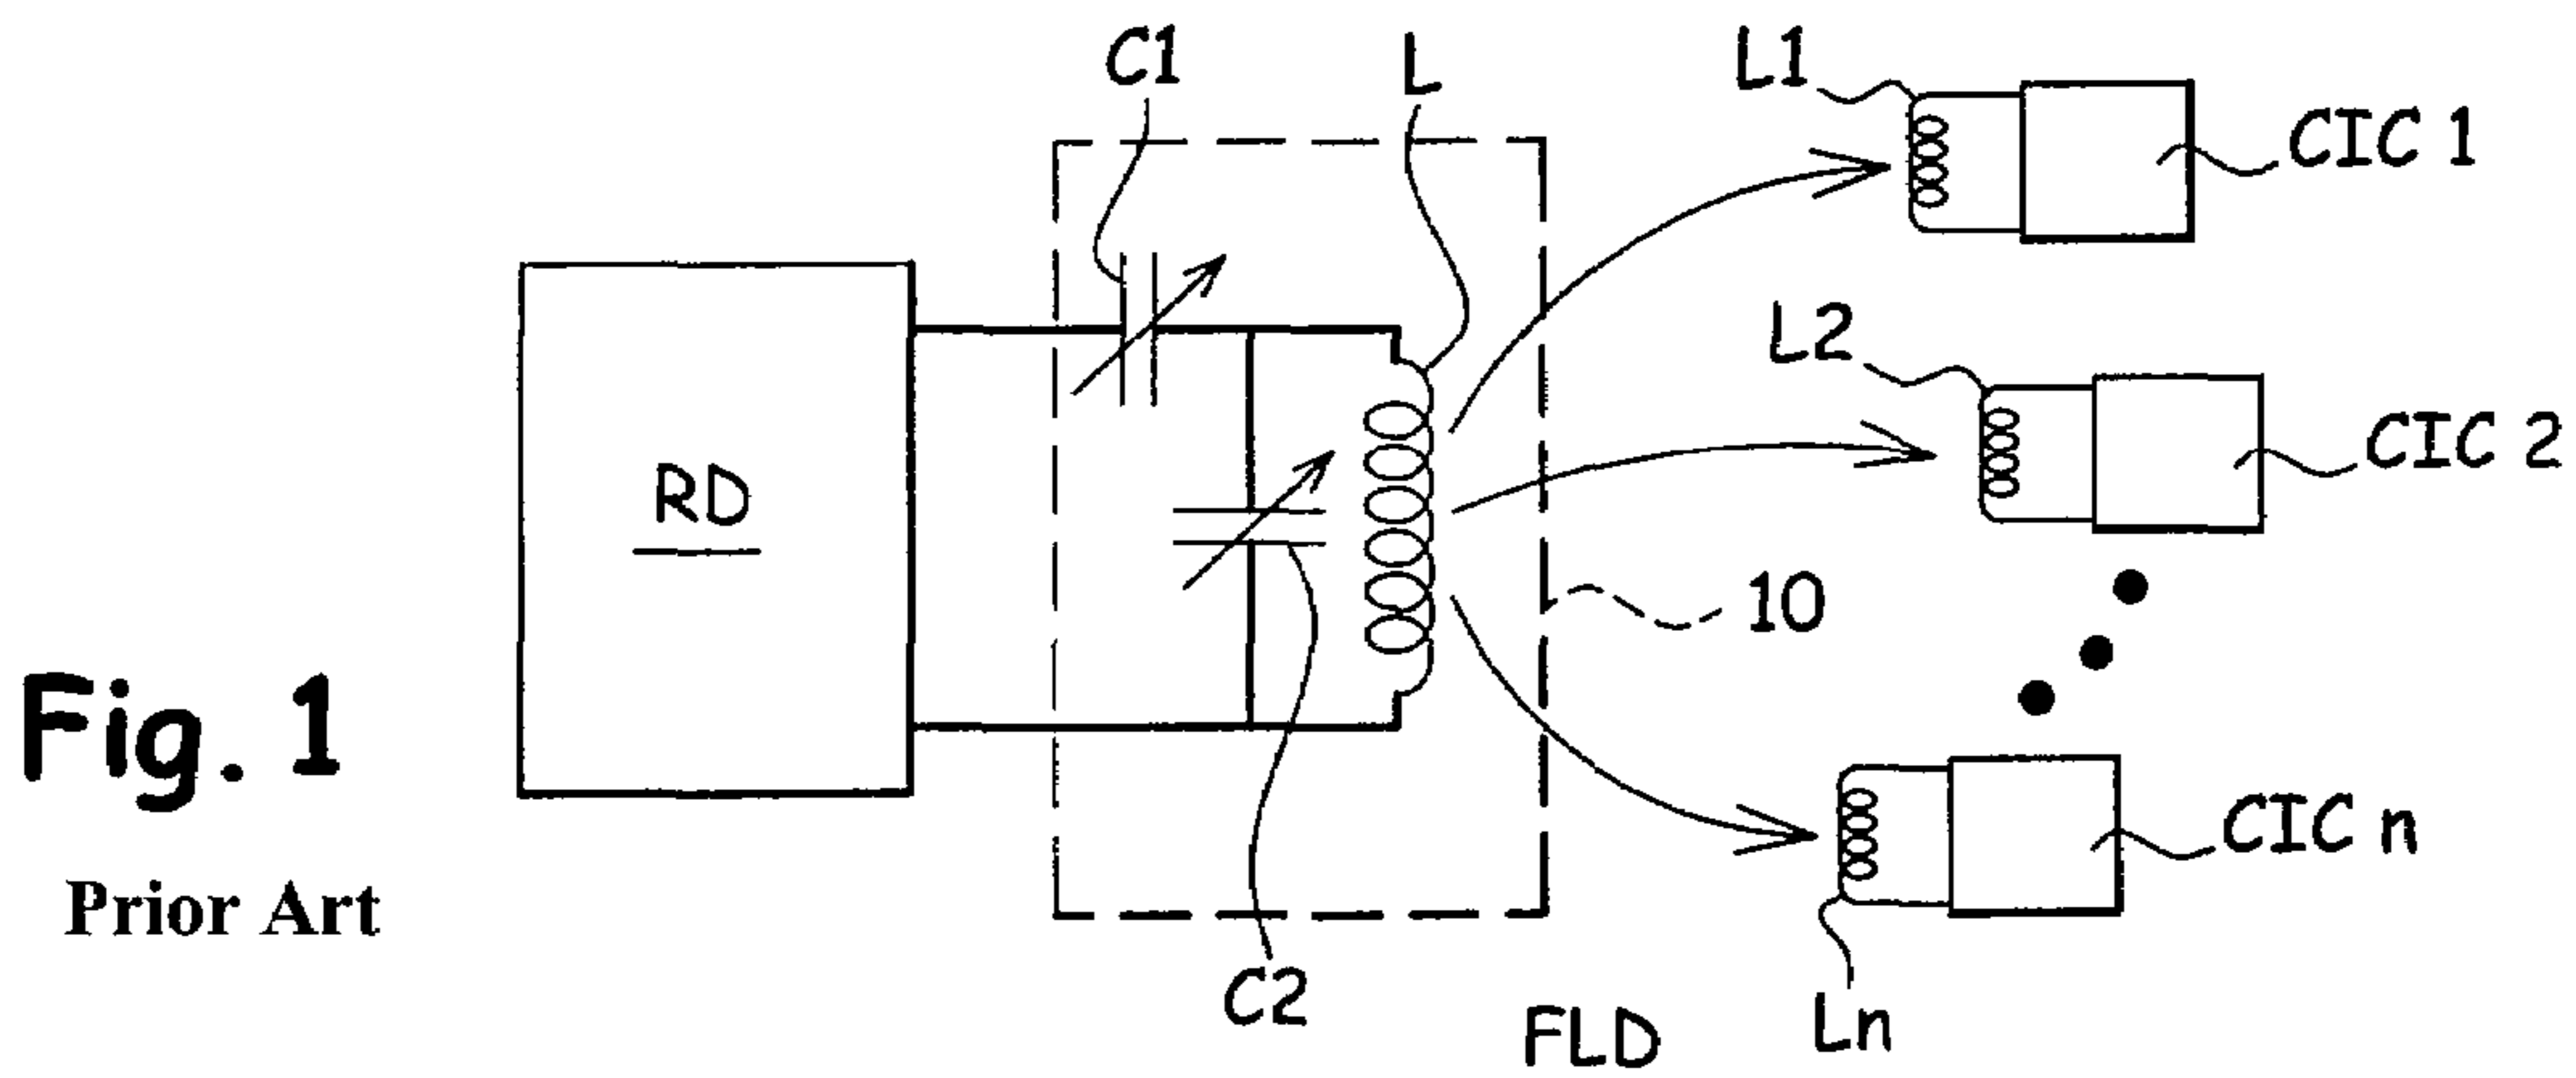 C1
L
L1
CIC 1
L2
CIC 2
RD
10
Fig. 1
Prior Art
CIC n
C2
Ln
FLD